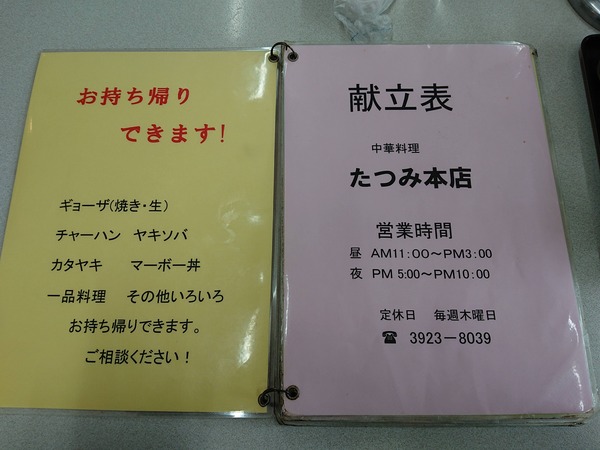 お持ち帰り
できます!
ギョーザ(焼き・生)
チャーハン ヤキソバ
カタヤキ マーボー丼
一品料理 その他いろいろ
お持ち帰りできます。
ご相談ください!
献立表
中華料理
たつみ本店
営業時間
昼 AM11:00～PM3:00
夜 PM 5:00～PM10:00
定休日 毎週木曜日
☎ 3923－8039